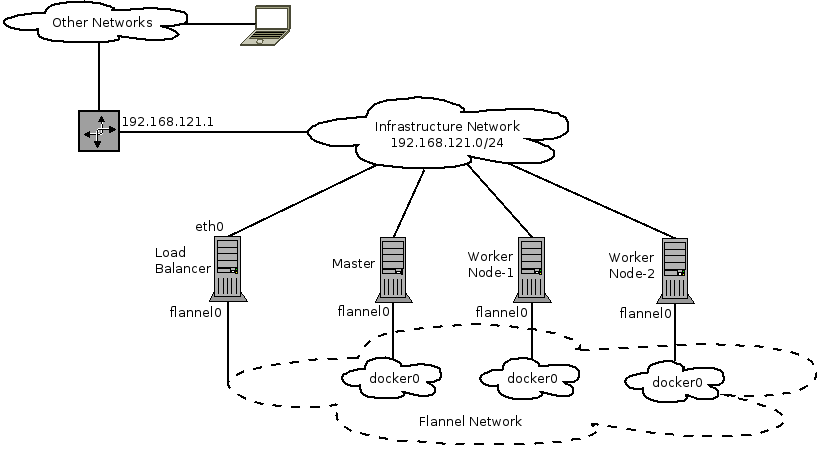 Other Networks
192.168.121.1
Infrastructure Network
192.168.121.0/24
eth0
Load
Balancer
Master
Worker
Node-1
Worker
Node-2
flannel0
flannel0
flannel0
flannel0
docker0
docker0
docker0
Flannel Network